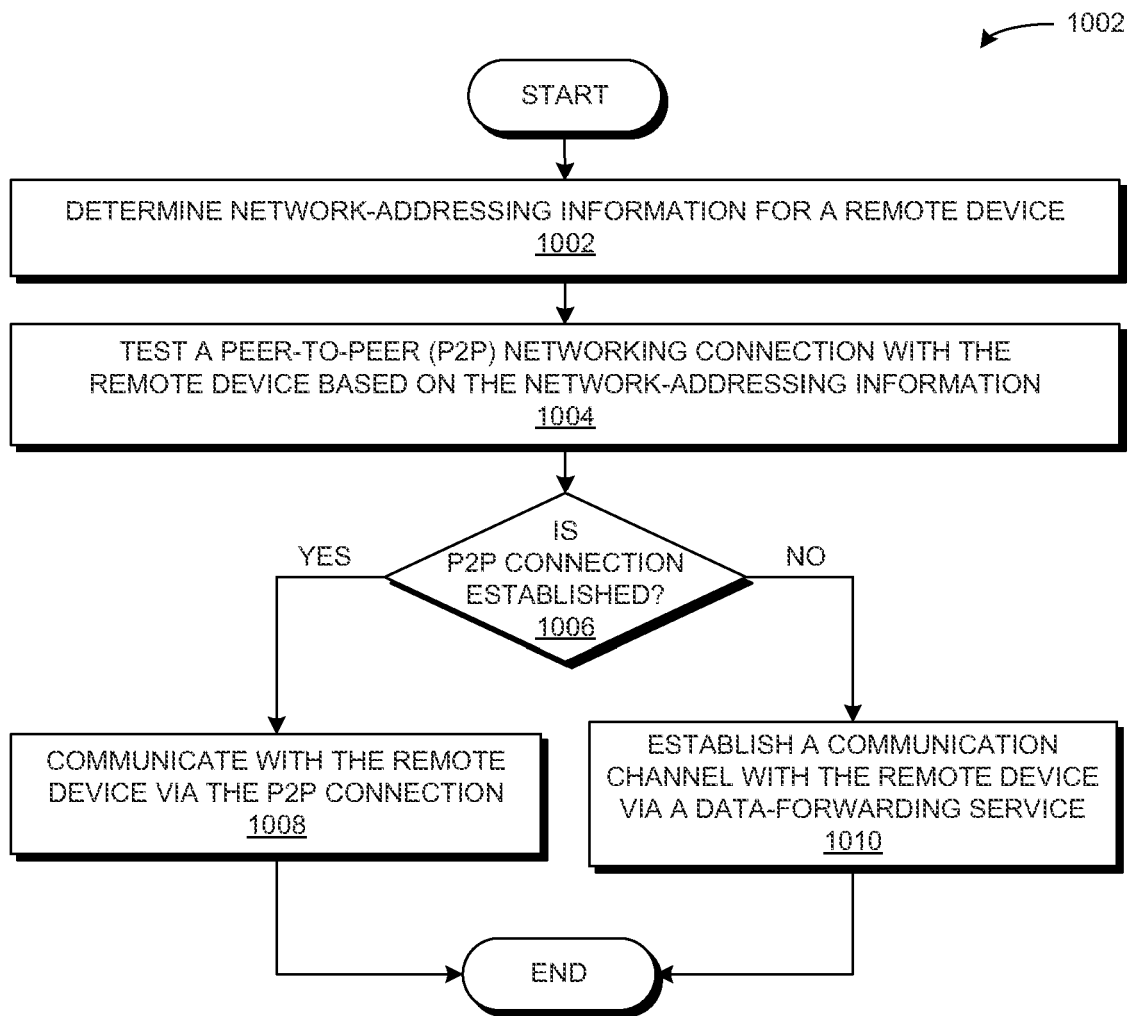 1002
START
DETERMINE NETWORK-ADDRESSING INFORMATION FOR A REMOTE DEVICE
1002
TEST A PEER-TO-PEER (P2P) NETWORKING CONNECTION WITH THE
REMOTE DEVICE BASED ON THE NETWORK-ADDRESSING INFORMATION
1004
IS
P2P CONNECTION
ESTABLISHED?
1006
YES
NO
COMMUNICATE WITH THE REMOTE
DEVICE VIA THE P2P CONNECTION
1008
ESTABLISH A COMMUNICATION
CHANNEL WITH THE REMOTE DEVICE
VIA A DATA-FORWARDING SERVICE
1010
END